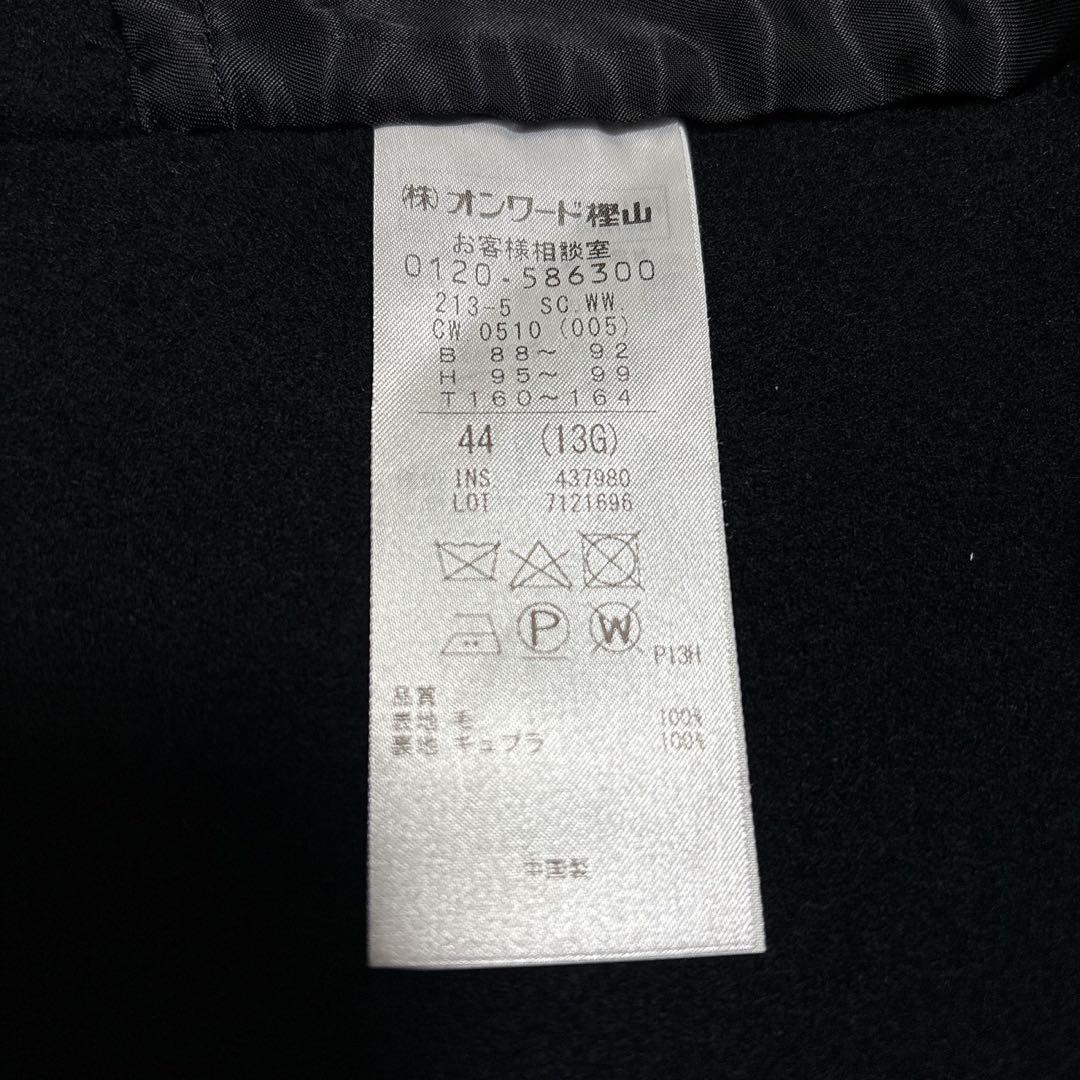 (株)オンワード樫山
お客様相談室
0120-586300
213-5 SC.WW
CW.0510 (005)
B 88〜 92
H 95〜 99
T160〜164
44 (13G)
INS 437980
LOT 7121696
P
W
P13H
品質
表地 毛 100%
裏地 キュプラ 100%
中国製